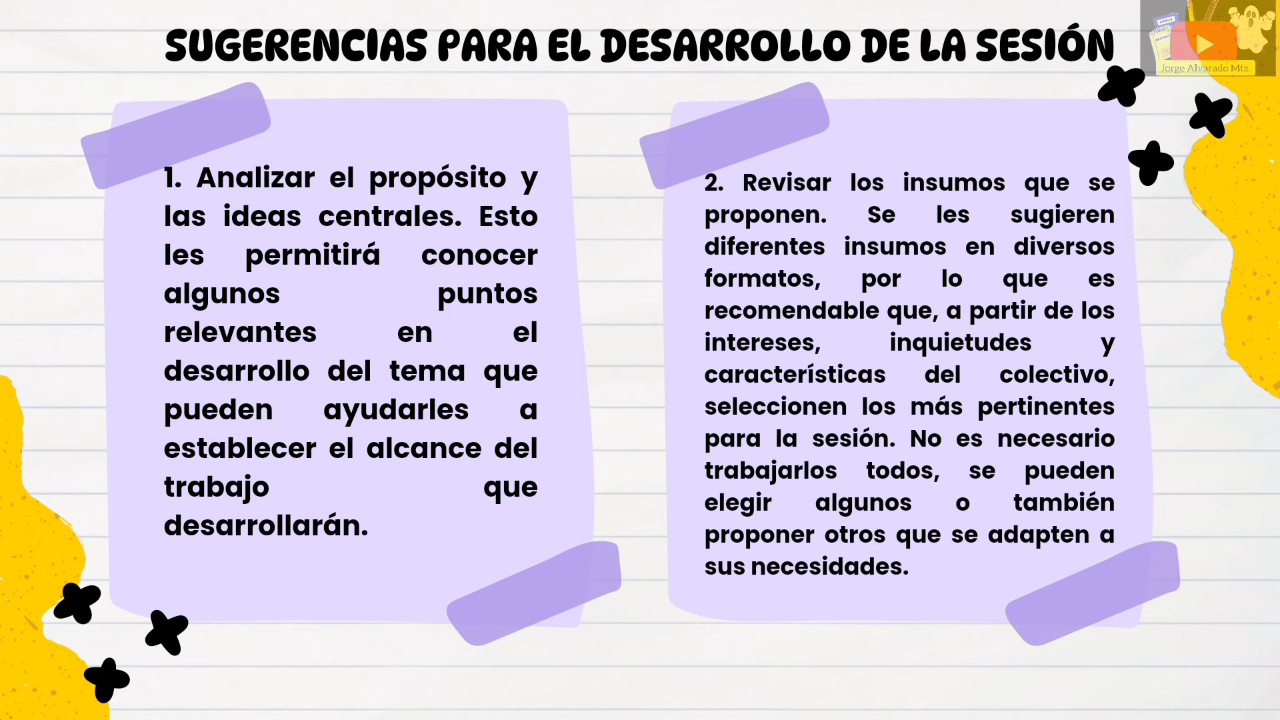 SUGERENCIAS PARA EL DESARROLLO DE LA SESIÓN
Jorge Alvarado Mtz.
1. Analizar el propósito y
las ideas centrales. Esto
les permitirá conocer
algunos puntos
relevantes en el
desarrollo del tema que
pueden ayudarles a
establecer el alcance del
trabajo que
desarrollarán.
2. Revisar los insumos que se
proponen. Se les sugieren
diferentes insumos en diversos
formatos, por lo que es
recomendable que, a partir de los
intereses, inquietudes y
características del colectivo,
seleccionen los más pertinentes
para la sesión. No es necesario
trabajarlos todos, se pueden
elegir algunos o también
proponer otros que se adapten a
sus necesidades.